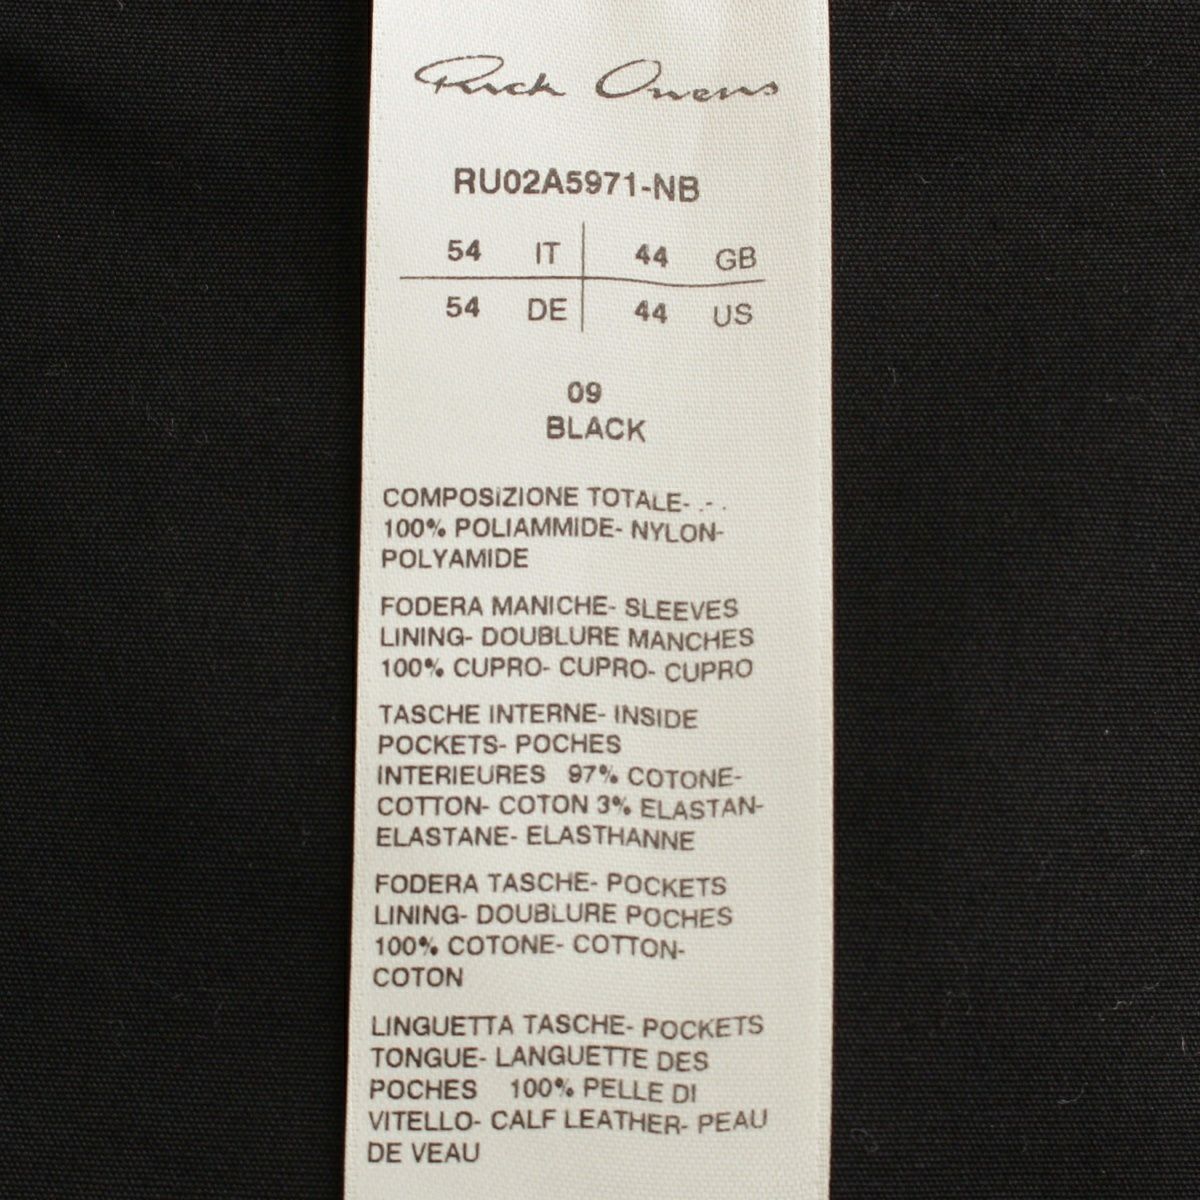 Rick Owens
RU02A5971-NB
54 IT 44 GB
54 DE 44 US
09
BLACK
COMPOSIZIONE TOTALE- .-.
100% POLIAMMIDE- NYLON-
POLYAMIDE
FODERA MANICHE- SLEEVES
LINING- DOUBLURE MANCHES
100% CUPRO- CUPRO- CUPRO
TASCHE INTERNE- INSIDE
POCKETS- POCHES
INTERIEURES 97% COTONE-
COTTON- COTON 3% ELASTAN-
ELASTANE- ELASTHANNE
FODERA TASCHE- POCKETS
LINING- DOUBLURE POCHES
100% COTONE- COTTON-
COTON
LINGUETTA TASCHE- POCKETS
TONGUE- LANGUETTE DES
POCHES 100% PELLE DI
VITELLO- CALF LEATHER- PEAU
DE VEAU